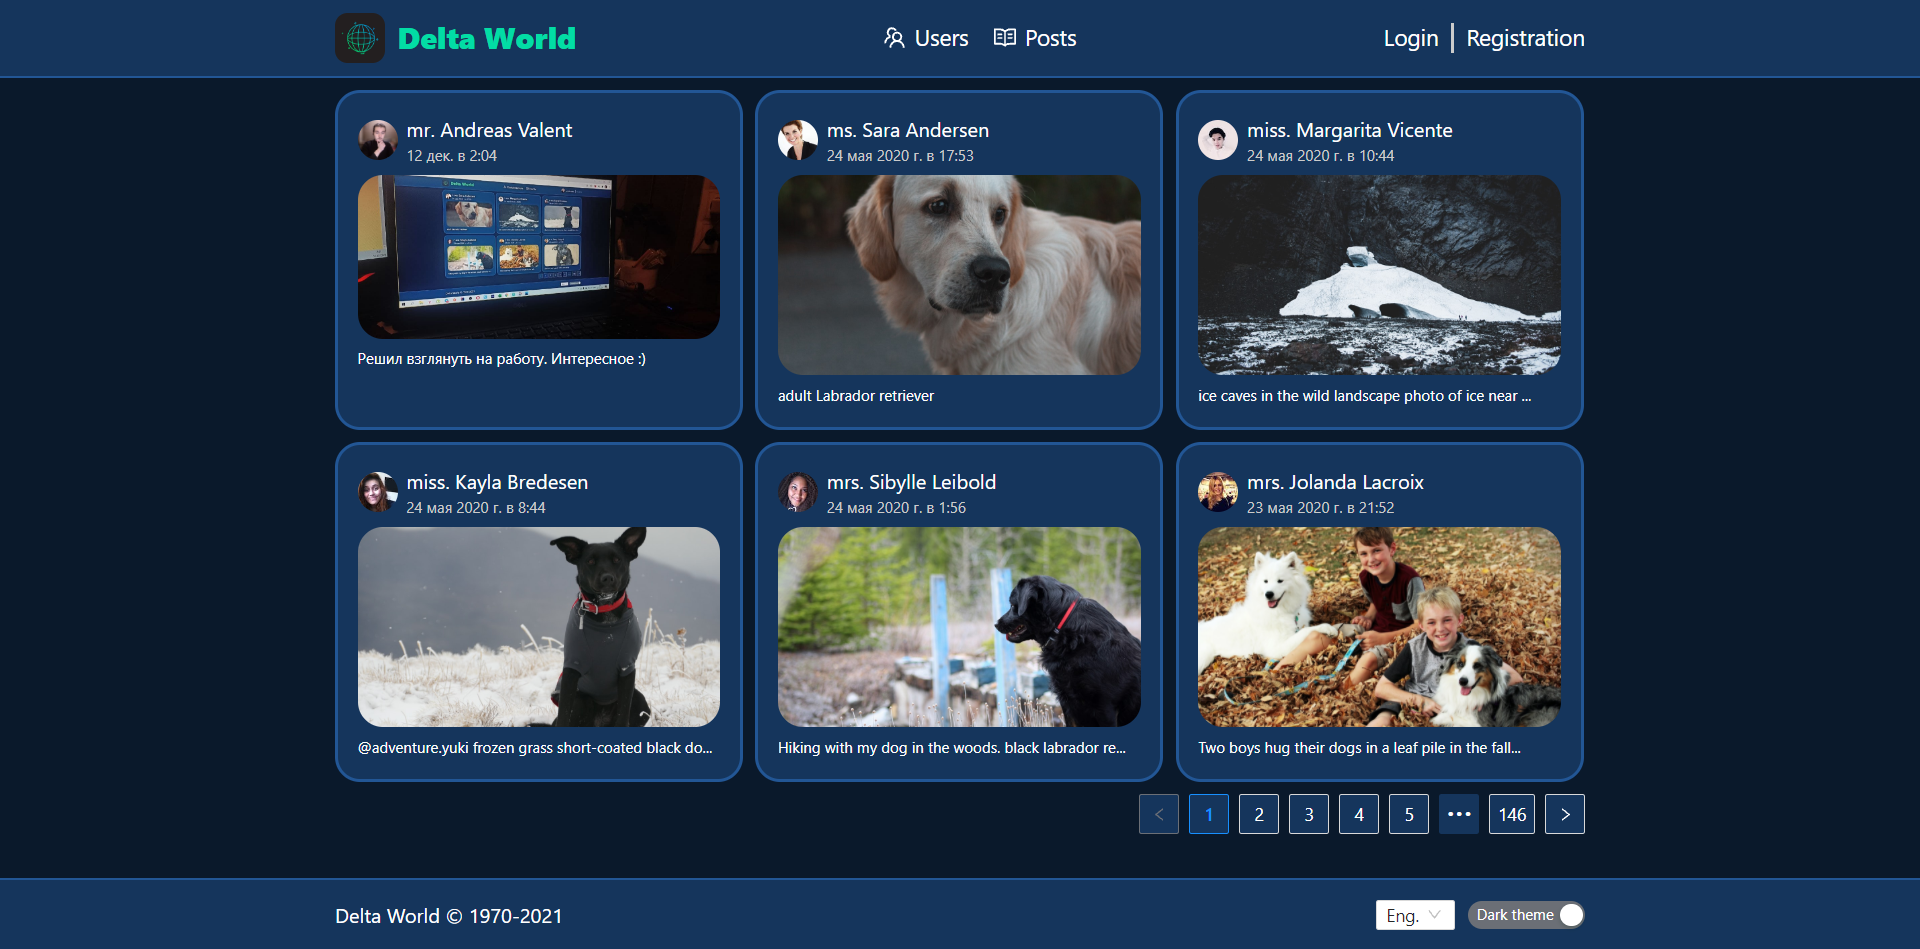 Delta World
Users
Posts
Login
Registration
mr. Andreas Valent
12 дек. в 2:04
Delta World
Решил взглянуть на работу. Интересное :)
ms. Sara Andersen
24 мая 2020 г. в 17:53
adult Labrador retriever
miss. Margarita Vicente
24 мая 2020 г. в 10:44
ice caves in the wild landscape photo of ice near ...
miss. Kayla Bredesen
24 мая 2020 г. в 8:44
@adventure.yuki frozen grass short-coated black do...
mrs. Sibylle Leibold
24 мая 2020 г. в 1:56
Hiking with my dog in the woods. black labrador re...
mrs. Jolanda Lacroix
23 мая 2020 г. в 21:52
Two boys hug their dogs in a leaf pile in the fall...
< 1 2 3 4 5 ••• 146 >
Delta World © 1970-2021
Eng.
Dark theme